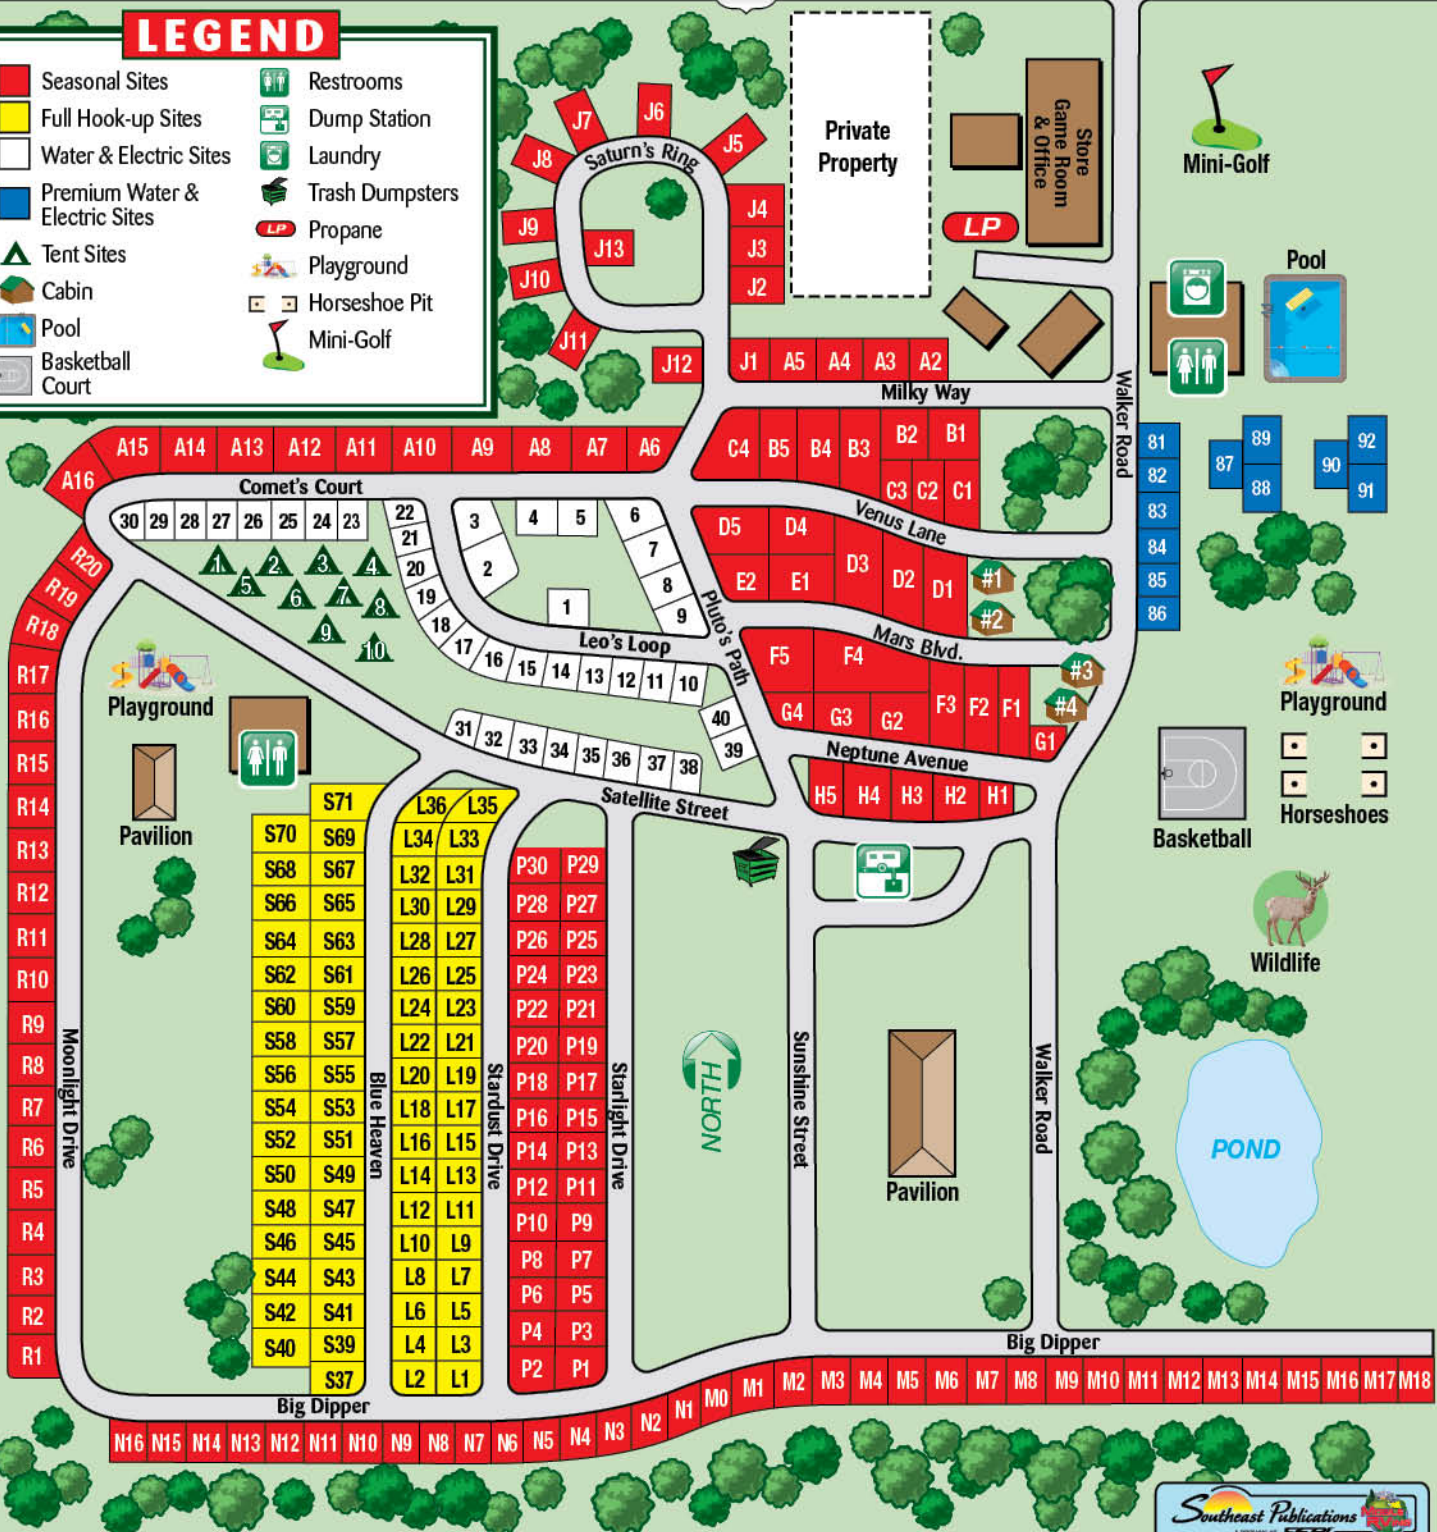 LEGEND
Seasonal Sites
Full Hook-up Sites
Water & Electric Sites
Premium Water &
Electric Sites
Tent Sites
Cabin
Pool
Basketball
Court
Restrooms
Dump Station
Laundry
Trash Dumpsters
LP Propane
Playground
Horseshoe Pit
Mini-Golf
J7
J6
J5
J8
Saturn's Ring
J9
J13
J10
J11
J12
J4
J3
J2
Private
Property
Store
Game Room
& Office
LP
Mini-Golf
Pool
J1 A5 A4 A3 A2
Milky Way
Walker Road
A16 A15 A14 A13 A12 A11 A10 A9 A8 A7 A6
C4 B5 B4 B3 B2 B1
C3 C2 C1
81
82
83
84
85
86
87
89
88
90
92
91
Comet's Court
Venus Lane
30 29 28 27 26 25 24 23
22
21
20
19
18
17 16 15 14 13 12 11 10
3
2
4 5
6
7
8
9
1
Leo's Loop
Pluto's Path
D5 D4
E2 E1
D3 D2 D1
#1
#2
Mars Blvd.
1 2 3 4
5 6 7 8
9 10
R20
R19
R18
R17
R16
R15
R14
R13
R12
R11
R10
R9
R8
R7
R6
R5
R4
R3
R2
R1
Playground
Pavilion
F5 F4
G4 G3 G2
F3 F2 F1
G1
#3
#4
40
39
31 32 33 34 35 36 37 38
Satellite Street
Neptune Avenue
H5 H4 H3 H2 H1
Playground
Basketball
Horseshoes
Wildlife
S71
S70 S69
S68 S67
S66 S65
S64 S63
S62 S61
S60 S59
S58 S57
S56 S55
S54 S53
S52 S51
S50 S49
S48 S47
S46 S45
S44 S43
S42 S41
S40 S39
S37
L36 L35
L34 L33
L32 L31
L30 L29
L28 L27
L26 L25
L24 L23
L22 L21
L20 L19
L18 L17
L16 L15
L14 L13
L12 L11
L10 L9
L8 L7
L6 L5
L4 L3
L2 L1
P30 P29
P28 P27
P26 P25
P24 P23
P22 P21
P20 P19
P18 P17
P16 P15
P14 P13
P12 P11
P10 P9
P8 P7
P6 P5
P4 P3
P2 P1
Moonlight Drive
Blue Heaven
Stardust Drive
Starlight Drive
NORTH
Sunshine Street
Pavilion
Walker Road
POND
Big Dipper
Big Dipper
N16 N15 N14 N13 N12 N11 N10 N9 N8 N7 N6 N5 N4 N3 N2 N1 M0 M1 M2 M3 M4 M5 M6 M7 M8 M9 M10 M11 M12 M13 M14 M15 M16 M17 M18
Southeast Publications